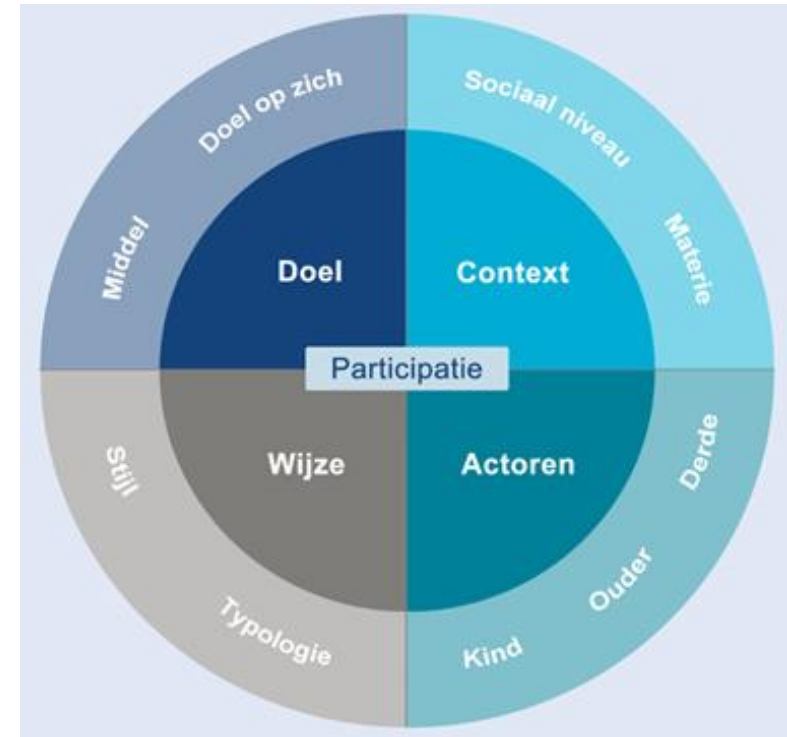 Doel op zich
Middel
Sociaal niveau
Materie
Doel
Context
Participatie
Wijze
Actoren
Stijl
Typologie
Derde
Ouder
Kind